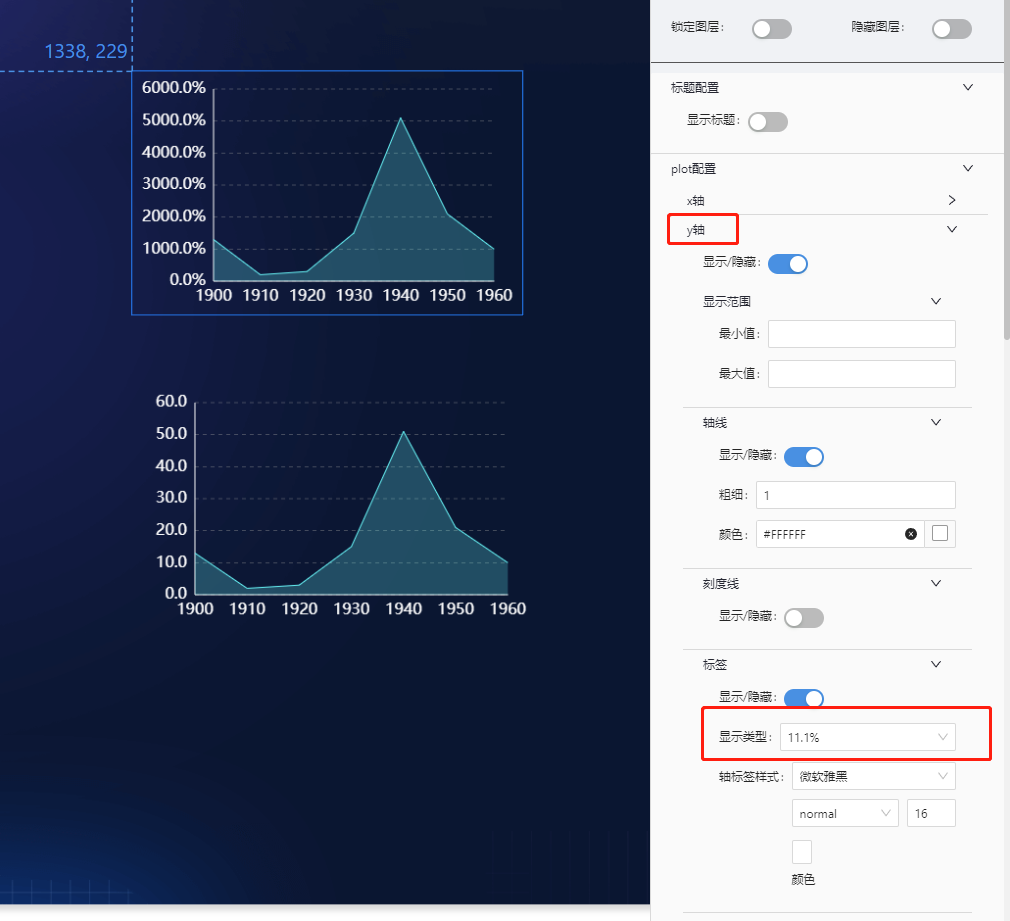 1338, 229
6000.0%
5000.0%
4000.0%
3000.0%
2000.0%
1000.0%
0.0%
1900 1910 1920 1930 1940 1950 1960
60.0
50.0
40.0
30.0
20.0
10.0
0.0
1900 1910 1920 1930 1940 1950 1960
锁定图层: 隐藏图层:
标题配置
显示标题:
plot配置
x轴
y轴
显示/隐藏:
显示范围
最小值:
最大值:
轴线
显示/隐藏:
粗细: 1
颜色: #FFFFFF
刻度线
显示/隐藏:
标签
显示/隐藏:
显示类型: 11.1%
轴标签样式: 微软雅黑
normal 16
颜色